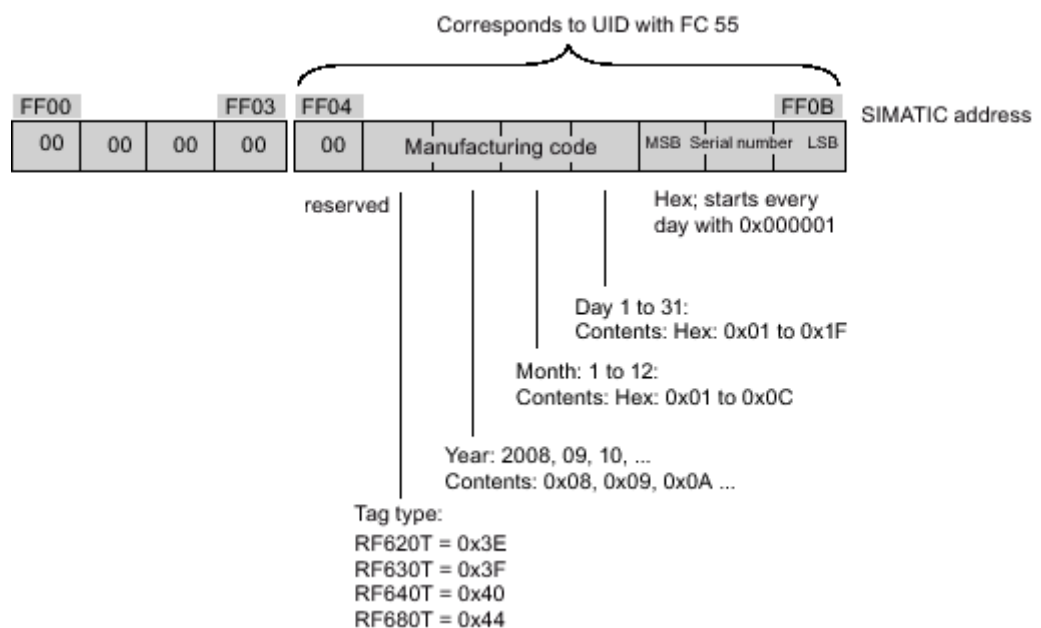 Corresponds to UID with FC 55
FF00 FF03 FF04 FF0B SIMATIC address
00 00 00 00 00 Manufacturing code MSB Serial number LSB
reserved
Hex; starts every
day with 0x000001
Day 1 to 31:
Contents: Hex: 0x01 to 0x1F
Month: 1 to 12:
Contents: Hex: 0x01 to 0x0C
Year: 2008, 09, 10, ...
Contents: 0x08, 0x09, 0x0A ...
Tag type:
RF620T = 0x3E
RF630T = 0x3F
RF640T = 0x40
RF680T = 0x44